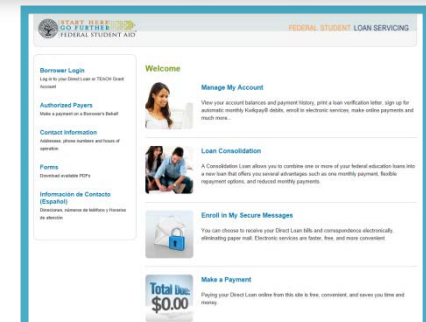 START HERE
GO FURTHER
FEDERAL STUDENT AID
FEDERAL STUDENT LOAN SERVICING
Borrower Login
Log in to your Direct Loan or TEACH Grant
Account
Authorized Payers
Make a payment on a Borrower's Behalf
Contact Information
Addresses, phone numbers and hours of
operation
Forms
Download available PDFs
Información de Contacto
(Español)
Direcciones, números de teléfono y Horarios
de atención
Welcome
Manage My Account
View your account balances and payment history, print a loan verification letter, sign up for
automatic monthly Kwikpay® debits, enroll in electronic services, make online payments and
much more..
Loan Consolidation
A Consolidation Loan allows you to combine one or more of your federal education loans into
a new loan that offers you several advantages such as one monthly payment, flexible
repayment options, and reduced monthly payments.
Enroll in My Secure Messages
You can choose to receive your Direct Loan bills and correspondence electronically,
eliminating paper mail. Electronic services are faster, free, and more convenient
Make a Payment
Total Due:
$0.00
Paying your Direct Loan online from this site is free, convenient, and saves you time and
money.